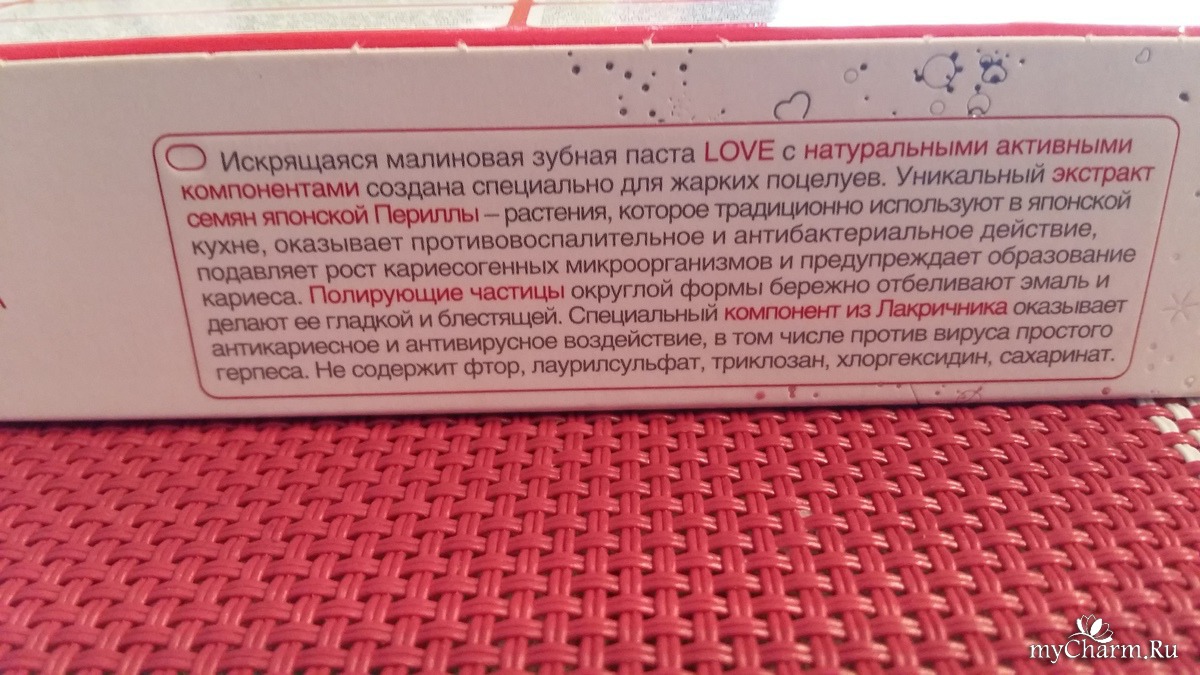 Искрящаяся малиновая зубная паста LOVE с натуральными активными
компонентами создана специально для жарких поцелуев. Уникальный экстракт
семян японской Периллы – растения, которое традиционно используют в японской
кухне, оказывает противовоспалительное и антибактериальное действие,
подавляет рост кариесогенных микроорганизмов и предупреждает образование
кариеса. Полирующие частицы округлой формы бережно отбеливают эмаль и
делают ее гладкой и блестящей. Специальный компонент из Лакричника оказывает
антикариесное и антивирусное воздействие, в том числе против вируса простого
герпеса. Не содержит фтор, лаурилсульфат, триклозан, хлоргексидин, сахаринат.
myCharm.Ru